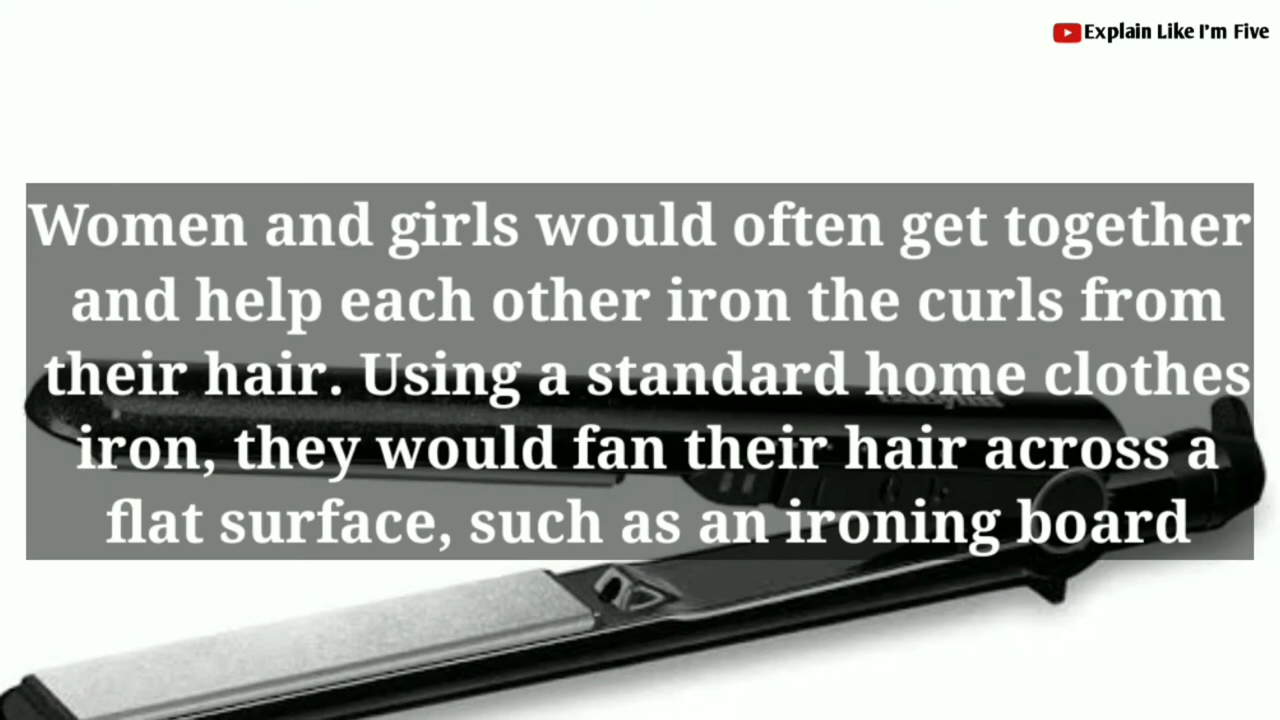 Explain Like I'm Five
Women and girls would often get together
and help each other iron the curls from
their hair. Using a standard home clothes
iron, they would fan their hair across a
flat surface, such as an ironing board